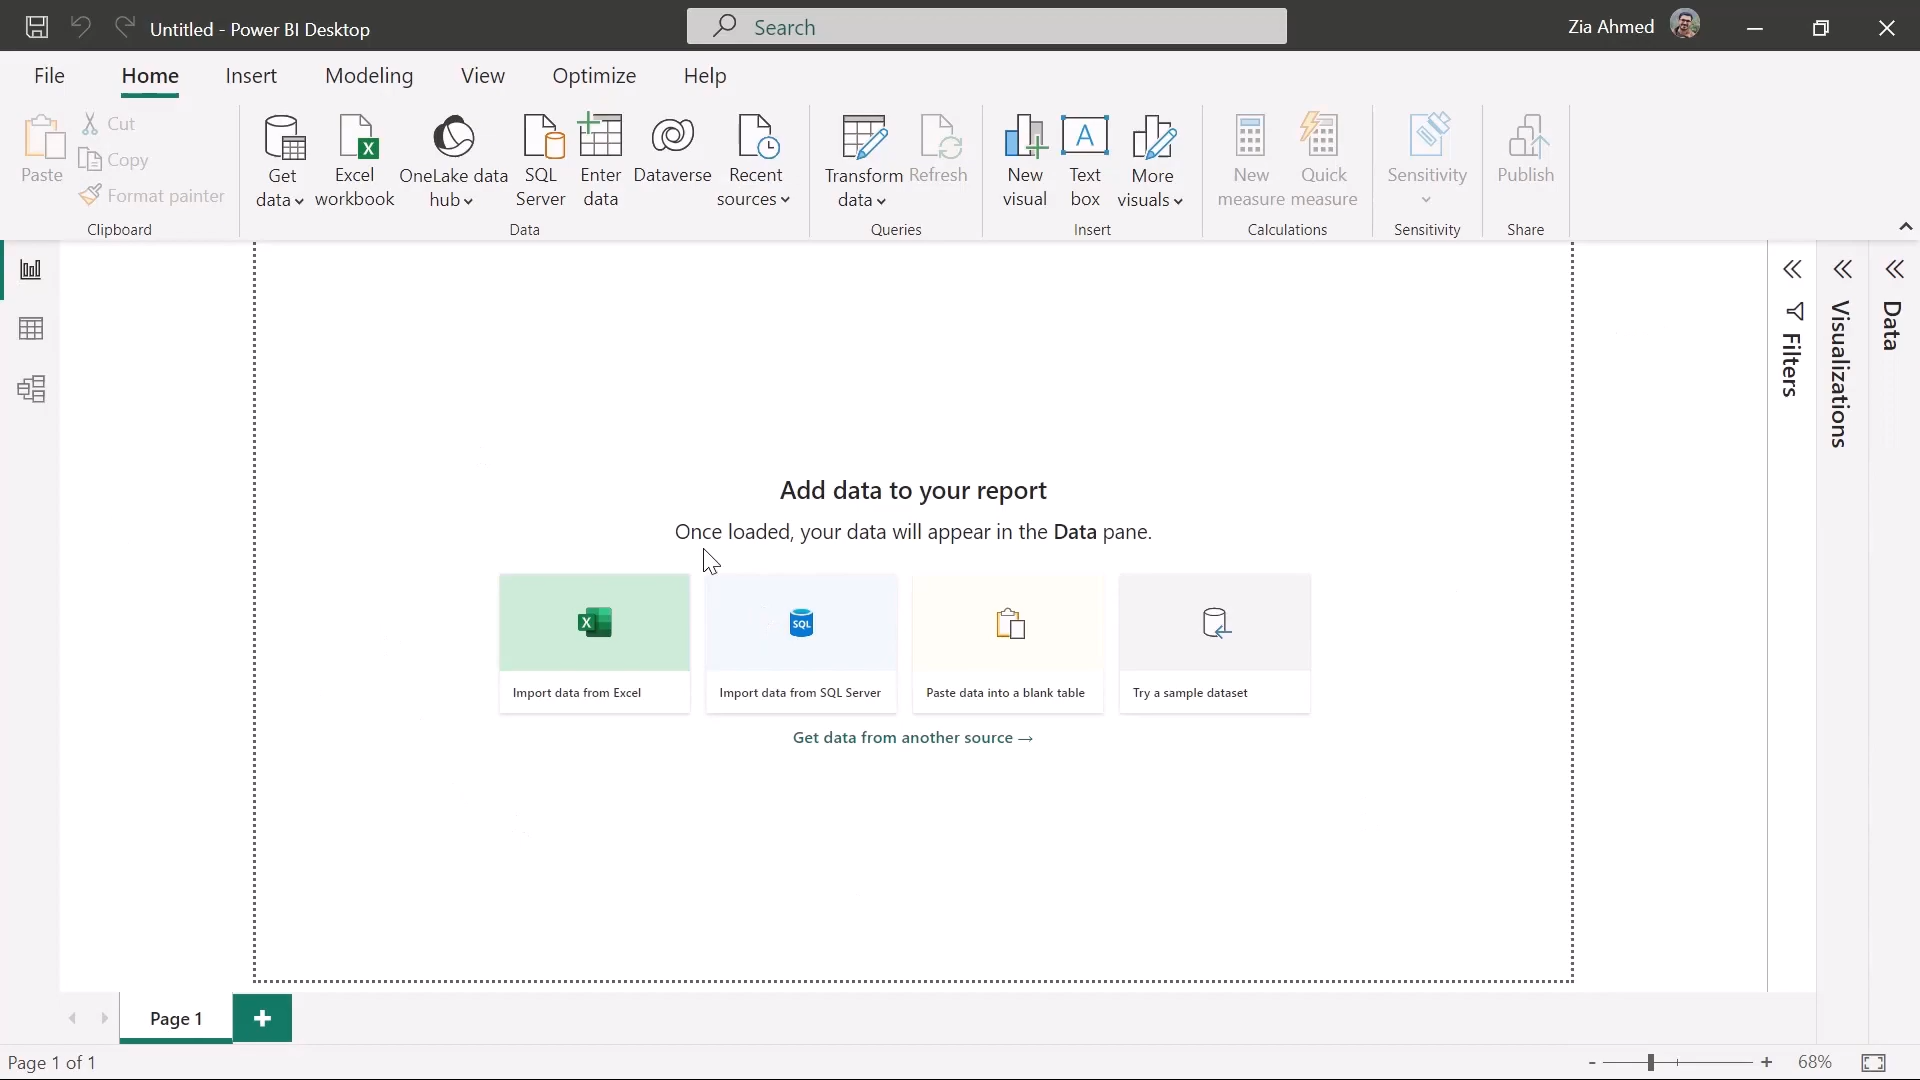 Untitled - Power BI Desktop
Search
Zia Ahmed
File Home Insert Modeling View Optimize Help
Paste
Cut
Copy
Format painter
Clipboard
Get data
Excel workbook
OneLake data hub
SQL Server
Enter data
Dataverse
Recent sources
Data
Transform data
Refresh
Queries
New visual
Text box
More visuals
Insert
New measure
Quick measure
Calculations
Sensitivity
Sensitivity
Publish
Share
Filters
Visualizations
Data
Add data to your report
Once loaded, your data will appear in the Data pane.
SQL
Import data from Excel
Import data from SQL Server
Paste data into a blank table
Try a sample dataset
Get data from another source →
Page 1
Page 1 of 1
68%